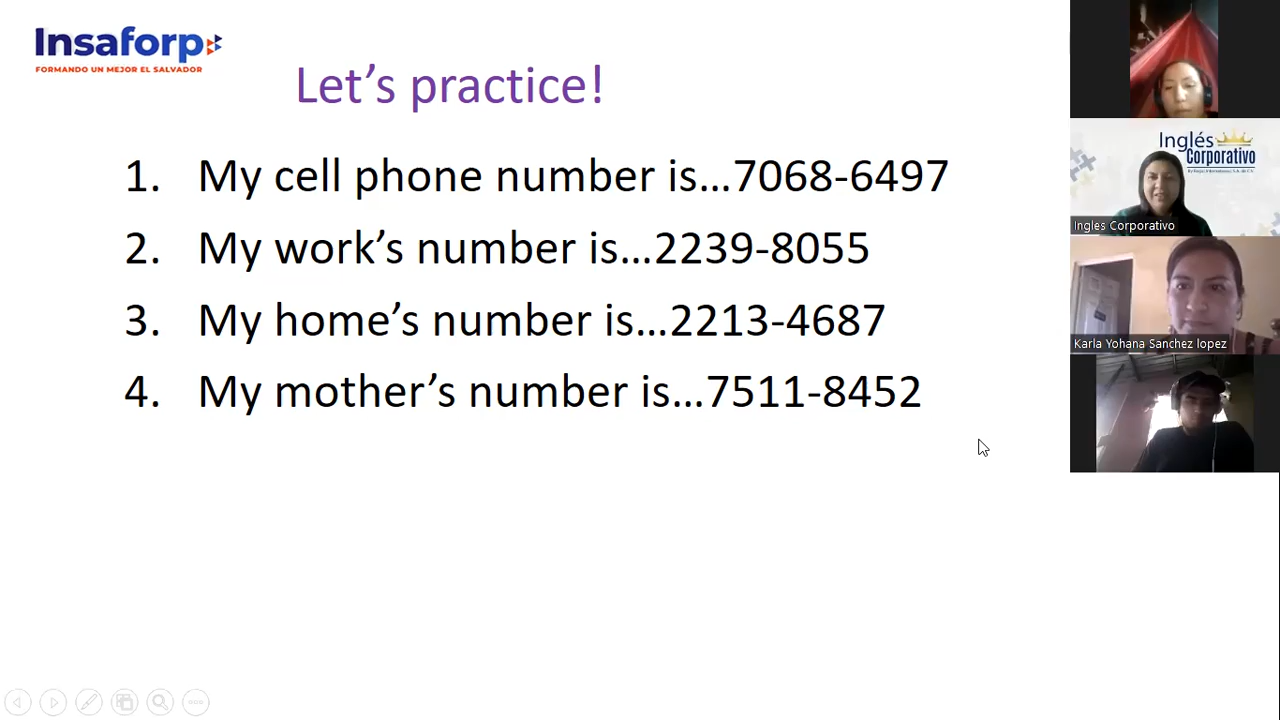 Insaforp
FORMANDO UN MEJOR EL SALVADOR
Let's practice!
1. My cell phone number is...7068-6497
2. My work's number is...2239-8055
3. My home's number is...2213-4687
4. My mother's number is...7511-8452
Inglés
Corporativo
Ingles Corporativo
Karla Yohana Sanchez lopez